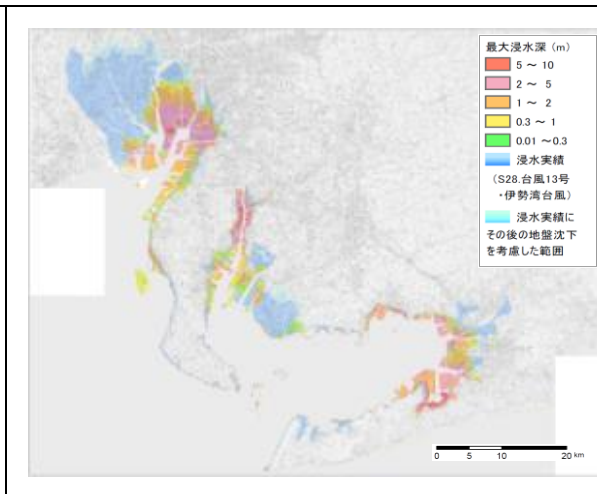 最大浸水深 (m)
5 ～ 10
2 ～ 5
1 ～ 2
0.3 ～ 1
0.01 ～0.3
浸水実績
（S28.台風13号
・伊勢湾台風）
浸水実績に
その後の地盤沈下
を考慮した範囲
0 5 10 20 km